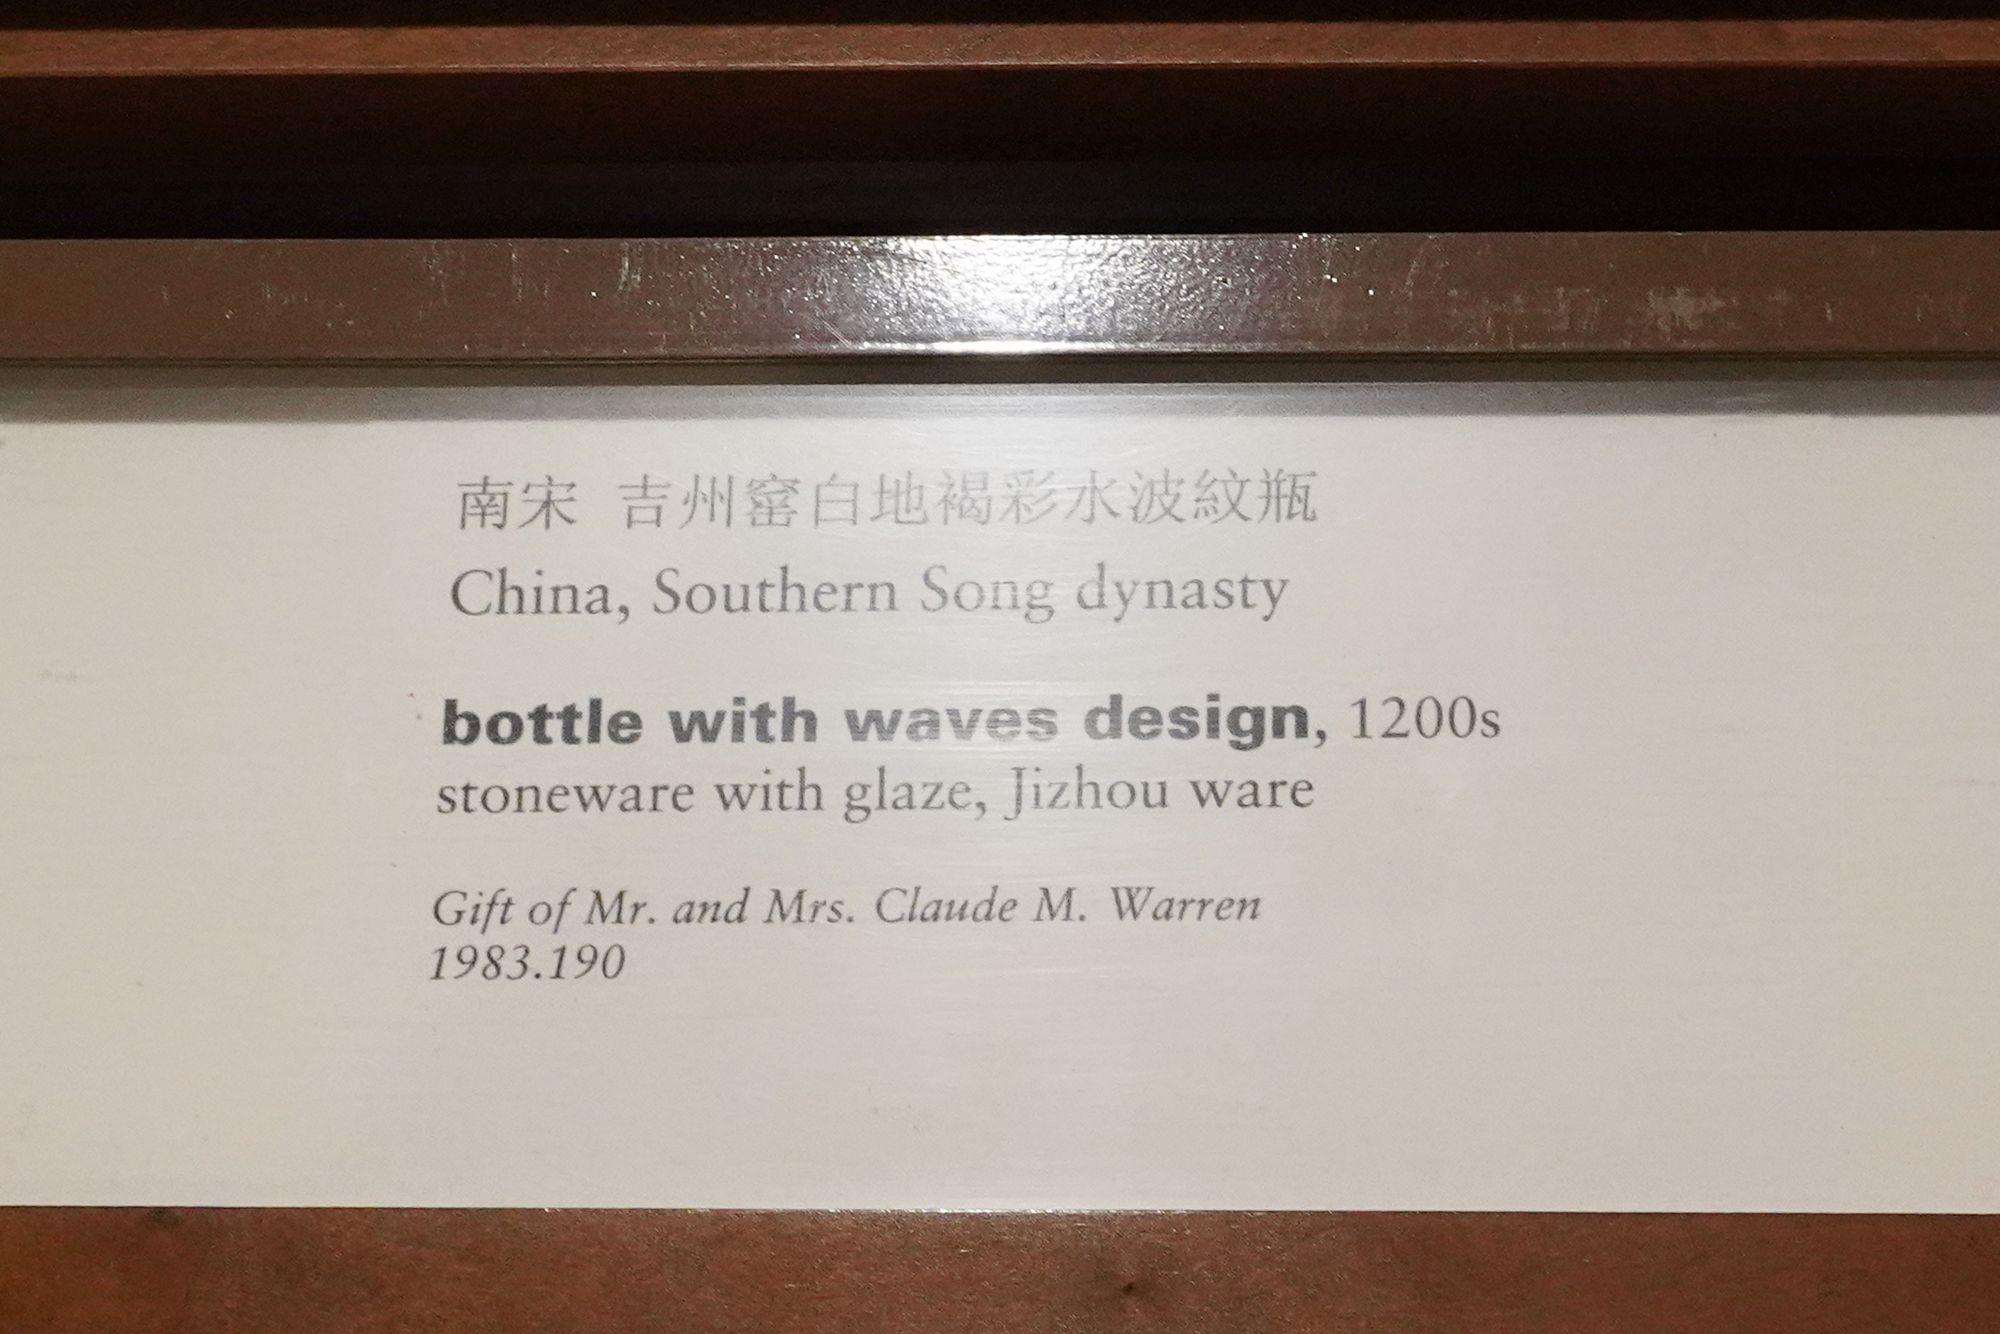 南宋 吉州窰白地褐彩水波紋瓶
China, Southern Song dynasty
bottle with waves design, 1200s
stoneware with glaze, Jizhou ware
Gift of Mr. and Mrs. Claude M. Warren
1983.190